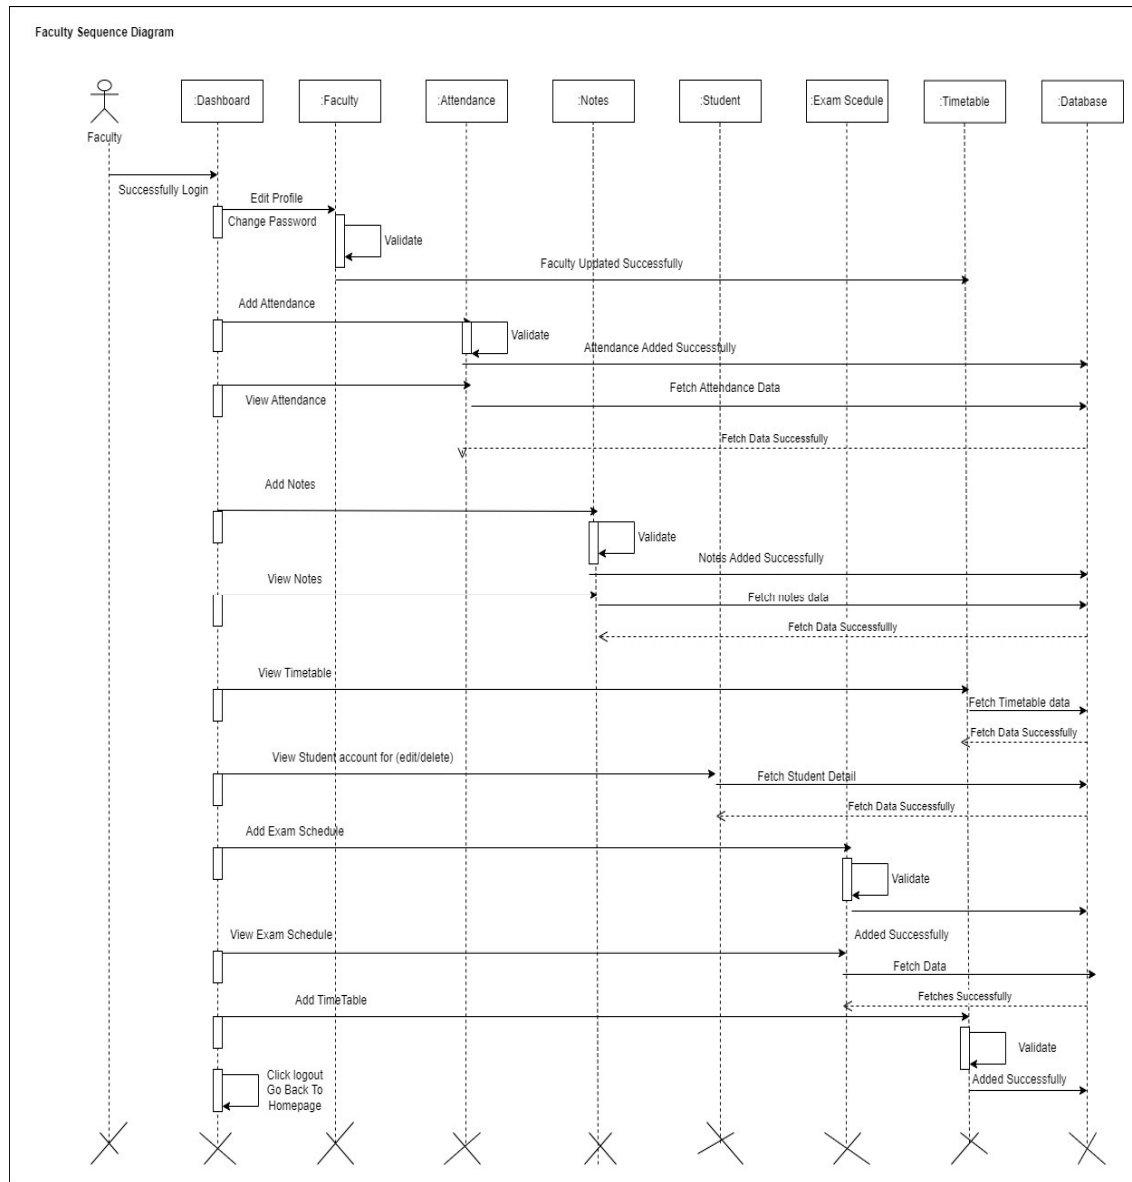 Faculty Sequence Diagram
:Dashboard
:Faculty
:Attendance
:Notes
:Student
:Exam Scedule
:Timetable
:Database
Faculty
Successfully Login
Edit Profile
Change Password
Validate
Faculty Updated Successfully
Add Attendance
Validate
Attendance Added Successfully
View Attendance
Fetch Attendance Data
Fetch Data Successfully
Add Notes
Validate
Notes Added Successfully
View Notes
Fetch notes data
Fetch Data Successfullly
View Timetable
Fetch Timetable data
Fetch Data Successfully
View Student account for (edit/delete)
Fetch Student Detail
Fetch Data Successfully
Add Exam Schedule
Validate
View Exam Schedule
Added Successfully
Fetch Data
Fetches Successfully
Add TimeTable
Validate
Added Successfully
Click logout
Go Back To
Homepage